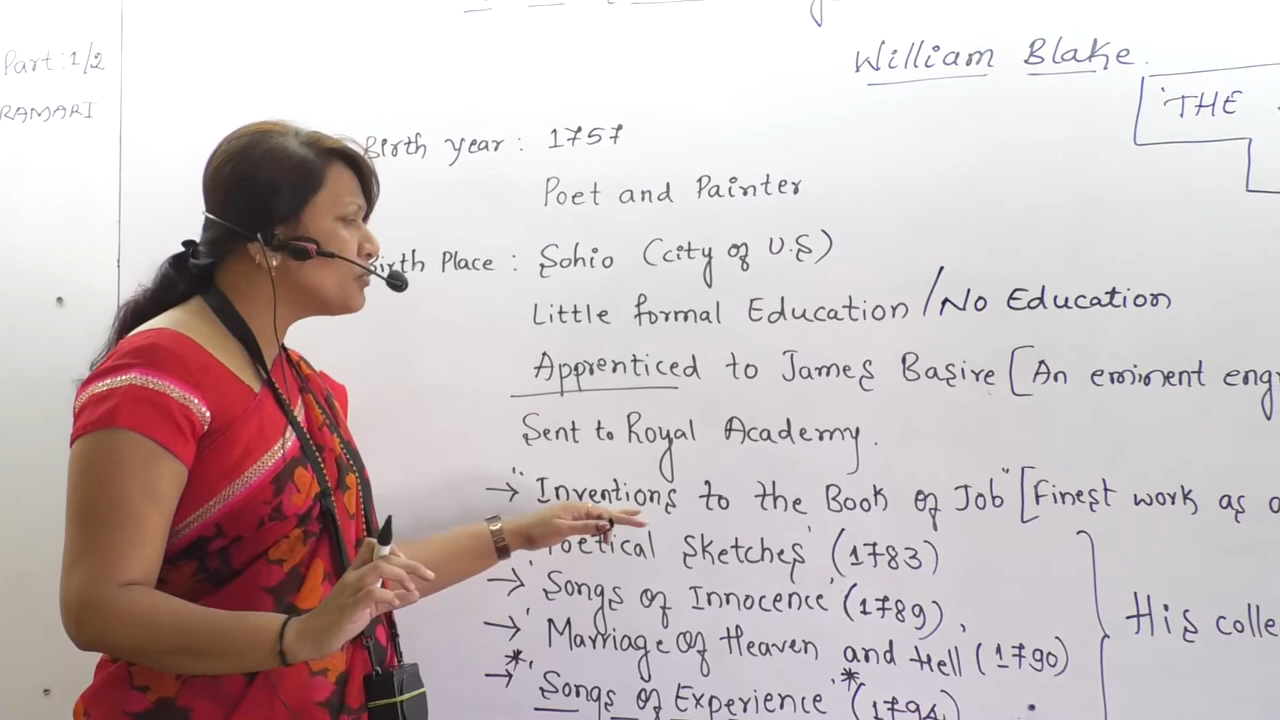 Part: 1/2
RAMARI
William Blake.
'THE
Birth year : 1757
Poet and Painter
Birth Place : Sohio (city of U.S)
Little formal Education / No Education
Apprenticed to James Basire [An eminent engr
Sent to Royal Academy.
→ "Inventions to the Book of Job" [Finest work as a
Poetical Sketches' (1783)
→ 'Songs of Innocence' (1789),
→ 'Marriage of Heaven and Hell (1790)
His colle
→ *'Songs of Experience'* (1794)